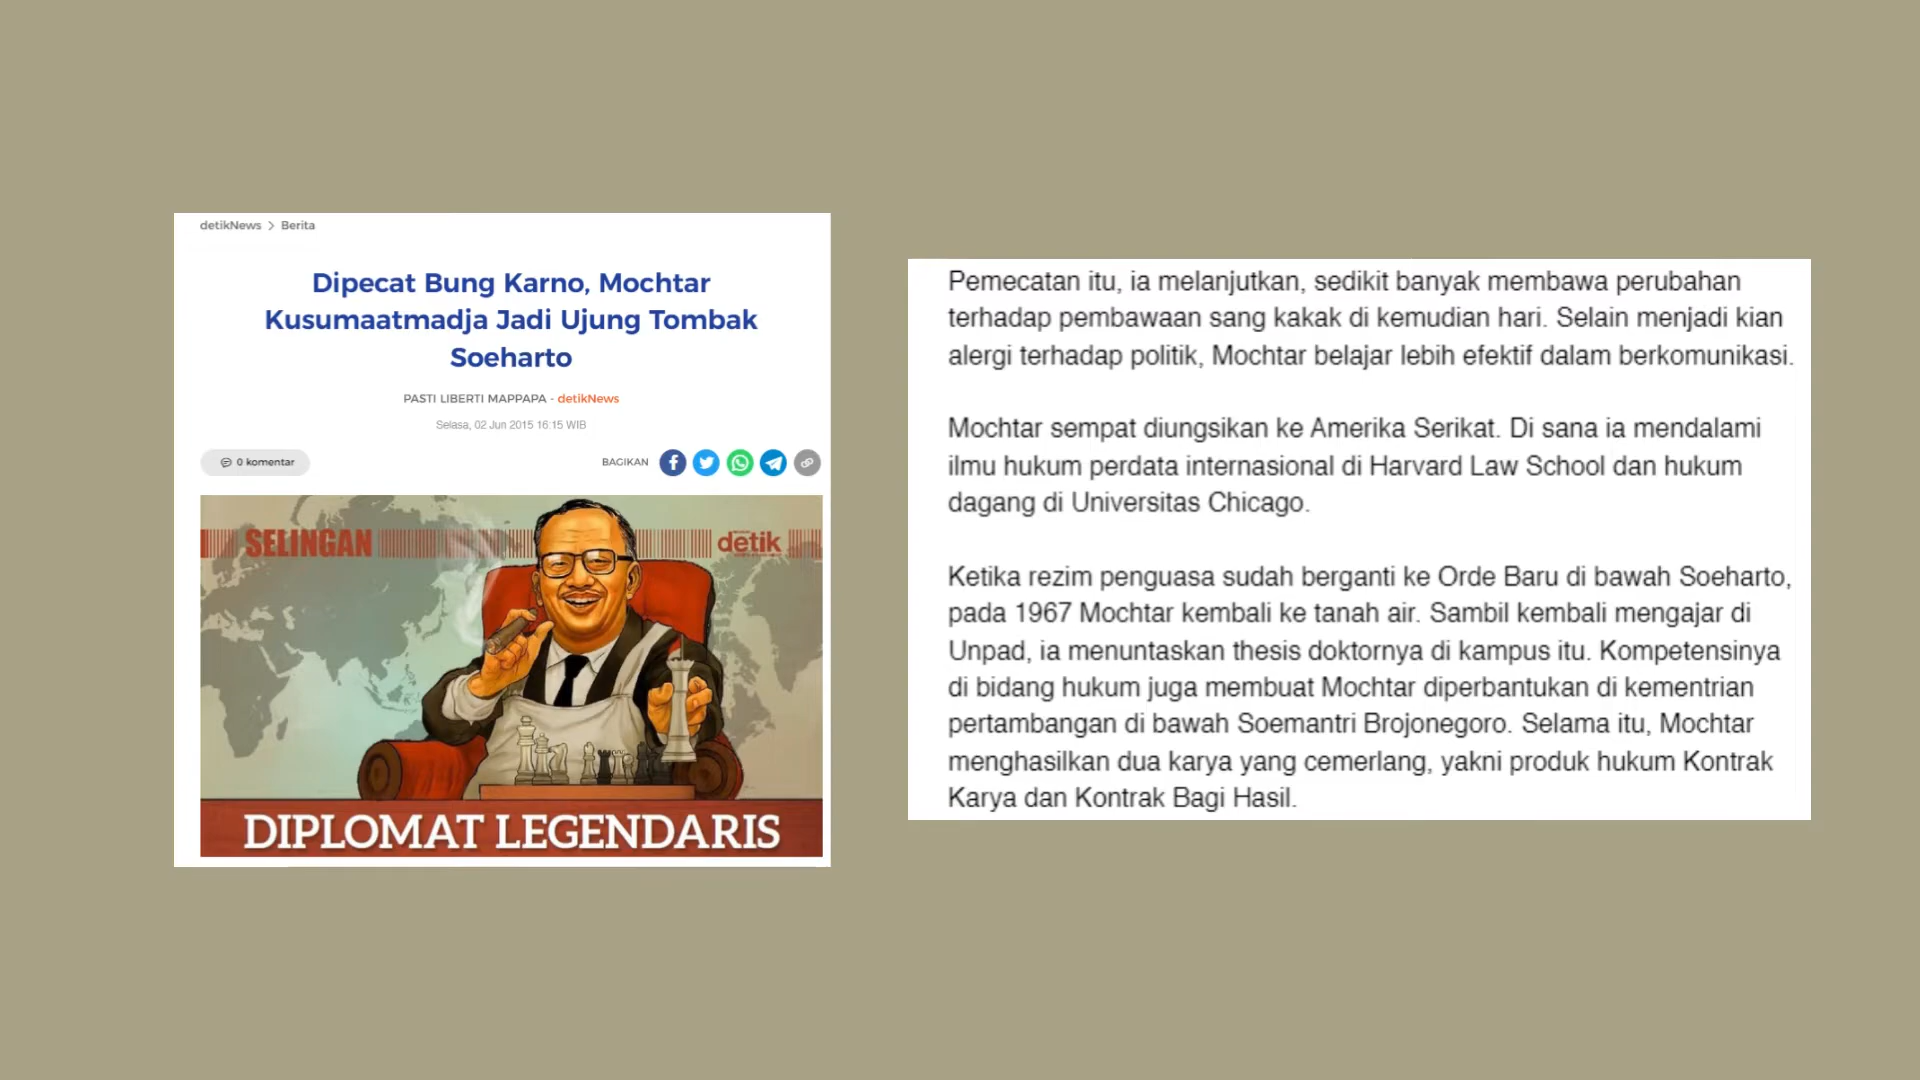 detikNews > Berita
Dipecat Bung Karno, Mochtar
Kusumaatmadja Jadi Ujung Tombak
Soeharto
PASTI LIBERTI MAPPAPA - detikNews
Selasa, 02 Jun 2015 16:15 WIB
0 komentar
BAGIKAN
SELINGAN
detik
DIPLOMAT LEGENDARIS
Pemecatan itu, ia melanjutkan, sedikit banyak membawa perubahan
terhadap pembawaan sang kakak di kemudian hari. Selain menjadi kian
alergi terhadap politik, Mochtar belajar lebih efektif dalam berkomunikasi.
Mochtar sempat diungsikan ke Amerika Serikat. Di sana ia mendalami
ilmu hukum perdata internasional di Harvard Law School dan hukum
dagang di Universitas Chicago.
Ketika rezim penguasa sudah berganti ke Orde Baru di bawah Soeharto,
pada 1967 Mochtar kembali ke tanah air. Sambil kembali mengajar di
Unpad, ia menuntaskan thesis doktornya di kampus itu. Kompetensinya
di bidang hukum juga membuat Mochtar diperbantukan di kementrian
pertambangan di bawah Soemantri Brojonegoro. Selama itu, Mochtar
menghasilkan dua karya yang cemerlang, yakni produk hukum Kontrak
Karya dan Kontrak Bagi Hasil.